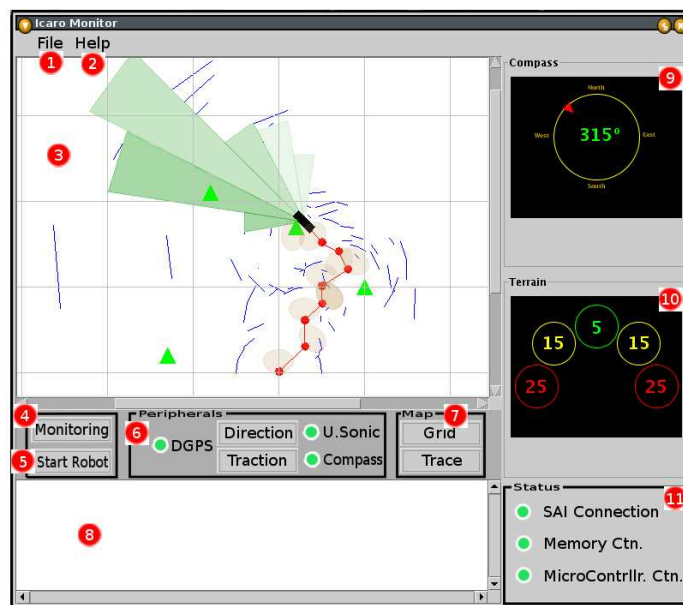 Icaro Monitor
File Help
1
2
3
Compass
9
North
315º
West
East
South
Terrain
10
5
15
15
25
25
4
Monitoring
5
Start Robot
Peripherals
6
DGPS
Direction
Traction
U.Sonic
Compass
Map
7
Grid
Trace
8
Status
11
SAI Connection
Memory Ctn.
MicroContrllr. Ctn.